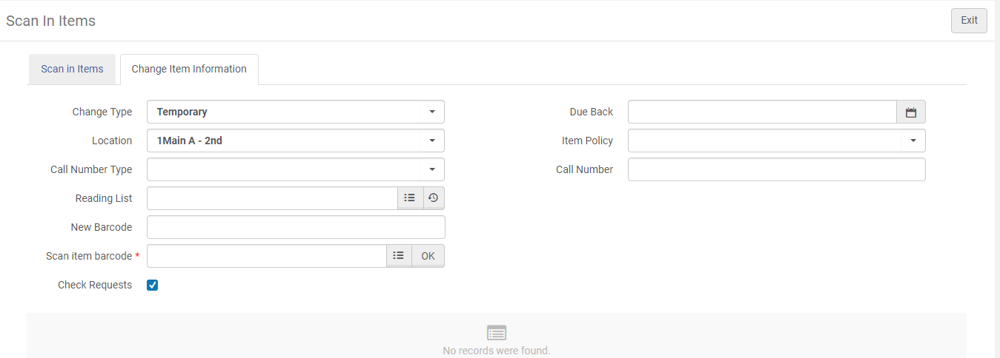 Scan In Items
Exit
Scan in Items
Change Item Information
Change Type
Temporary
Due Back
Location
1Main A - 2nd
Item Policy
Call Number Type
Call Number
Reading List
New Barcode
Scan item barcode *
OK
Check Requests
No records were found.